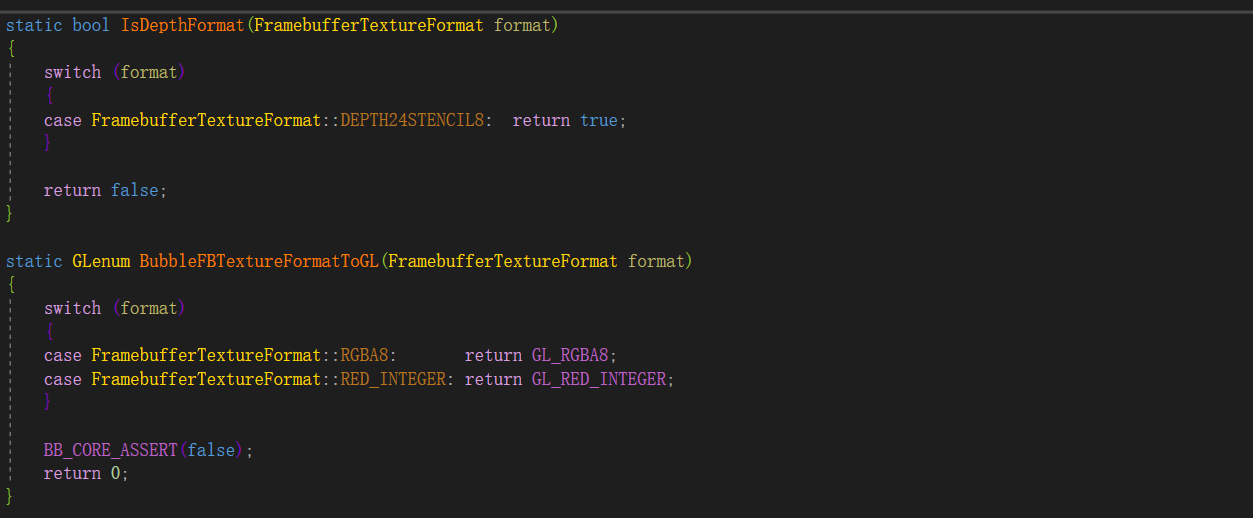 static bool IsDepthFormat(FramebufferTextureFormat format)
{
    switch (format)
    {
    case FramebufferTextureFormat::DEPTH24STENCIL8:  return true;
    }

    return false;
}

static GLenum BubbleFBTextureFormatToGL(FramebufferTextureFormat format)
{
    switch (format)
    {
    case FramebufferTextureFormat::RGBA8:       return GL_RGBA8;
    case FramebufferTextureFormat::RED_INTEGER: return GL_RED_INTEGER;
    }

    BB_CORE_ASSERT(false);
    return 0;
}